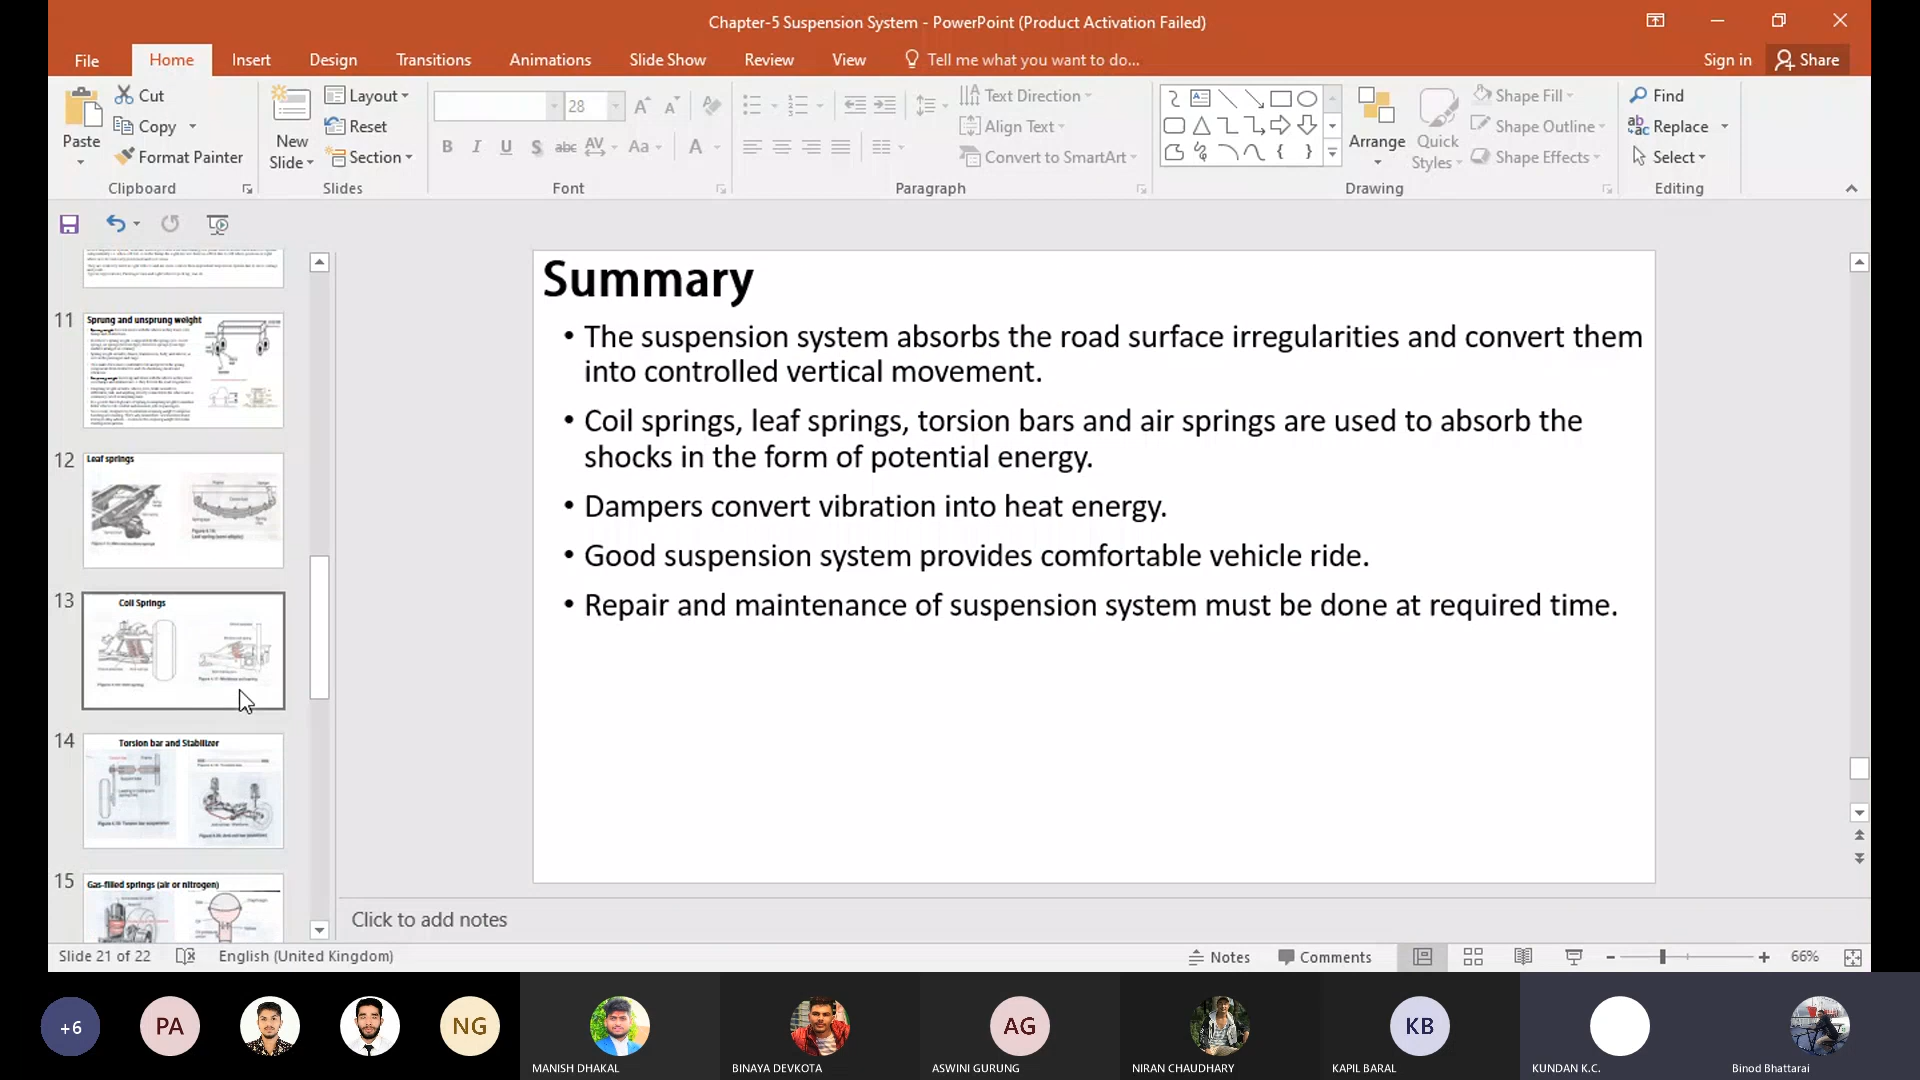 Chapter-5 Suspension System - PowerPoint (Product Activation Failed)
File Home Insert Design Transitions Animations Slide Show Review View Tell me what you want to do... Sign in Share
Paste
Cut
Copy
Format Painter
Clipboard
New
Slide
Layout
Reset
Section
Slides
28
B I U S abc AV Aa A
Font
Text Direction
Align Text
Convert to SmartArt
Paragraph
Arrange
Quick
Styles
Shape Fill
Shape Outline
Shape Effects
Drawing
Find
Replace
Select
Editing
11
Sprung and unsprung weight
12
Leaf springs
13
Coil Springs
14
Torsion bar and Stabilizer
15
Gas-filled springs (air or nitrogen)
Summary
• The suspension system absorbs the road surface irregularities and convert them
into controlled vertical movement.
• Coil springs, leaf springs, torsion bars and air springs are used to absorb the
shocks in the form of potential energy.
• Dampers convert vibration into heat energy.
• Good suspension system provides comfortable vehicle ride.
• Repair and maintenance of suspension system must be done at required time.
Click to add notes
Slide 21 of 22 English (United Kingdom) Notes Comments 66%
+6 PA NG AG KB
MANISH DHAKAL BINAYA DEVKOTA ASWINI GURUNG NIRAN CHAUDHARY KAPIL BARAL KUNDAN K.C. Binod Bhattarai